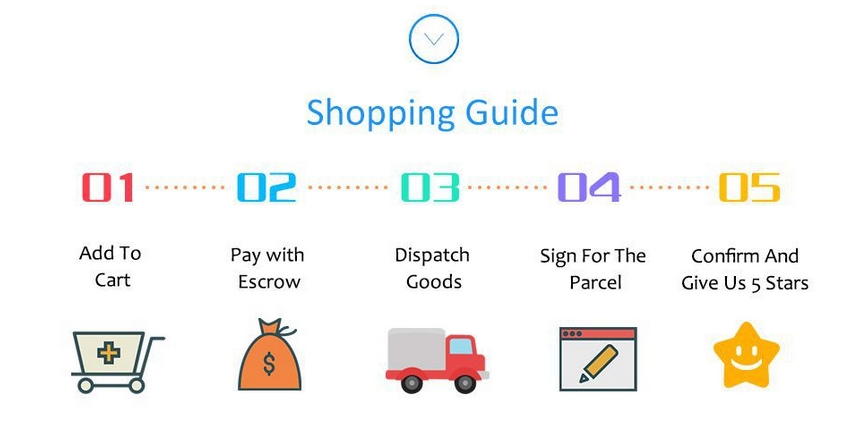 Shopping Guide
01 02 03 04 05
Add To
Cart
Pay with
Escrow
Dispatch
Goods
Sign For The
Parcel
Confirm And
Give Us 5 Stars
$